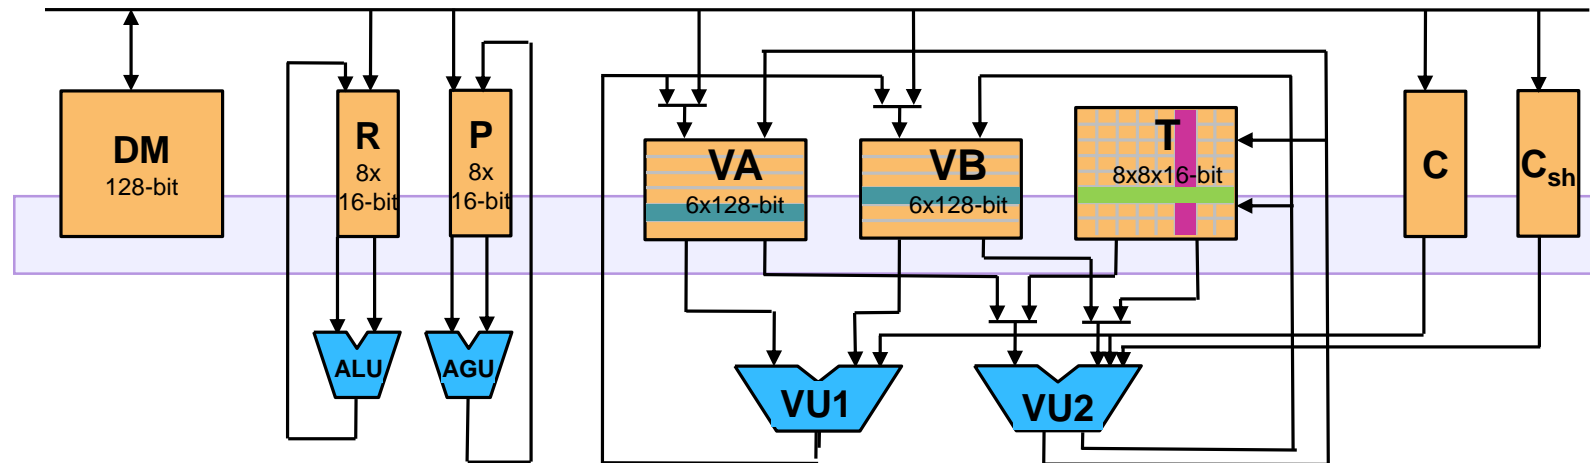 DM
128-bit
R
8x
16-bit
P
8x
16-bit
VA
6x128-bit
VB
6x128-bit
T
8x8x16-bit
C
Csh
ALU
AGU
VU1
VU2